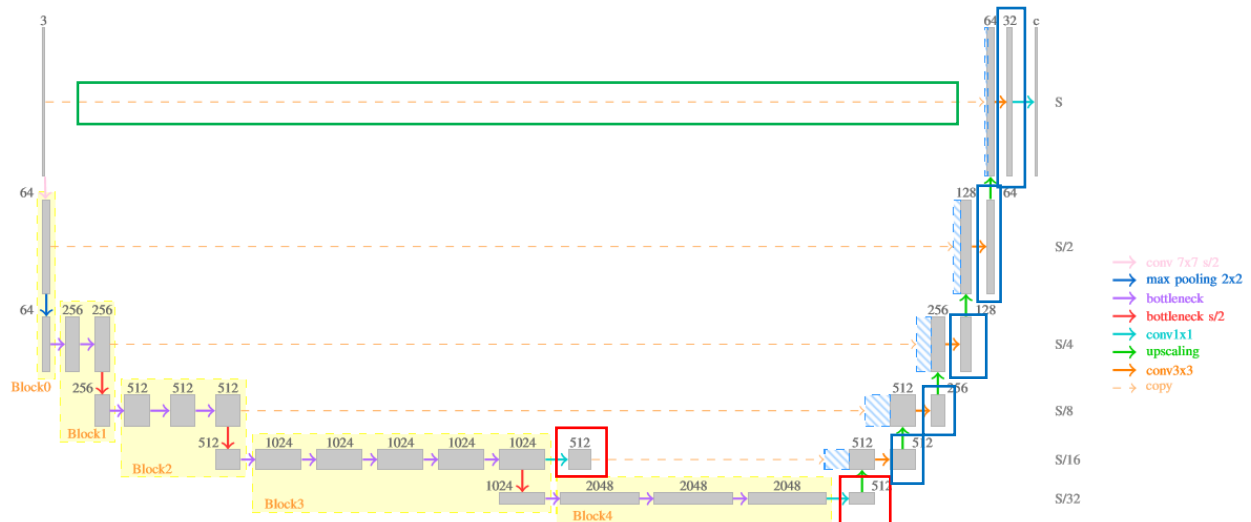 3
64 32 c
S
64
128 64
S/2
64
256 256
256 128
S/4
Block0
256
512 512 512
512 256
S/8
Block1
512
1024 1024 1024 1024 1024
512
512 512
S/16
Block2
1024
2048 2048 2048
512
S/32
Block3
Block4
conv 7x7 s/2
max pooling 2x2
bottleneck
bottleneck s/2
conv1x1
upscaling
conv3x3
copy